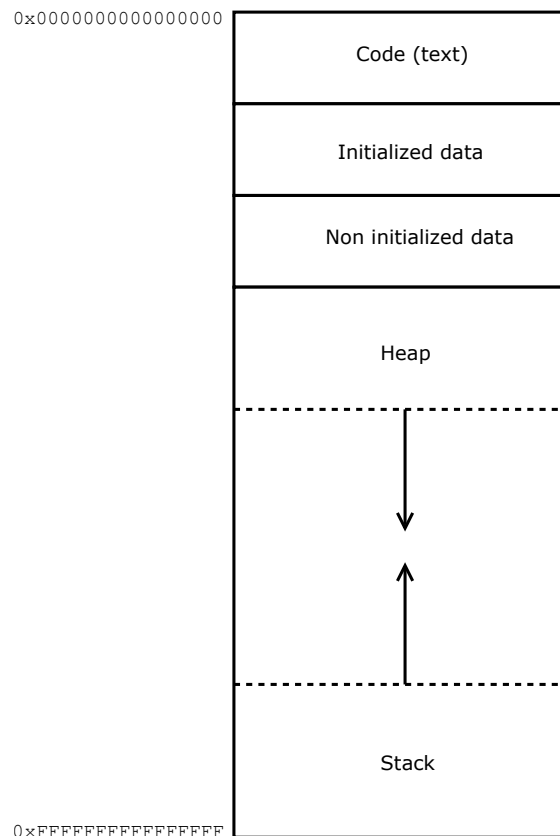 0x0000000000000000
Code (text)
Initialized data
Non initialized data
Heap
Stack
0xFFFFFFFFFFFFFFFF